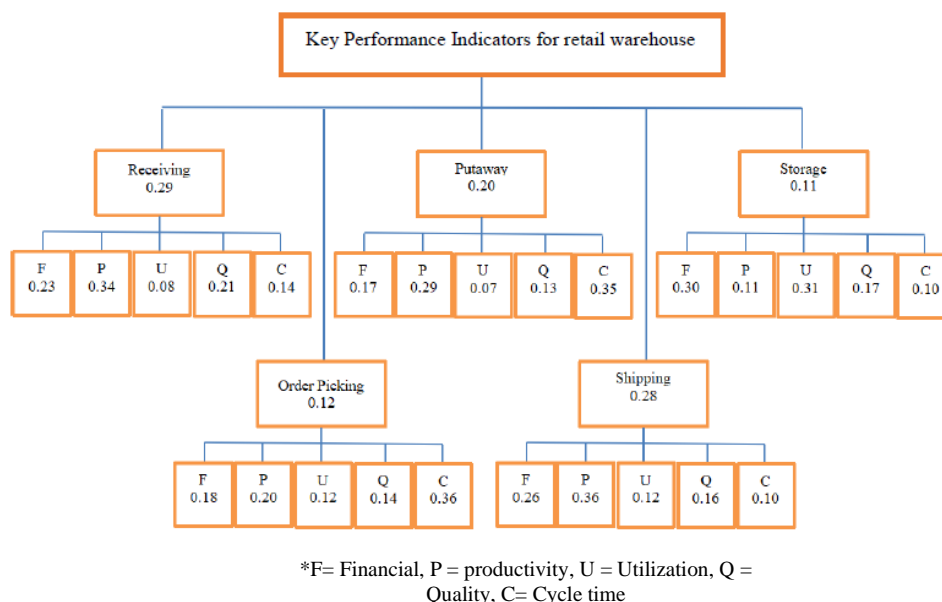 Key Performance Indicators for retail warehouse
Receiving
0.29
Putaway
0.20
Storage
0.11
F
0.23
P
0.34
U
0.08
Q
0.21
C
0.14
F
0.17
P
0.29
U
0.07
Q
0.13
C
0.35
F
0.30
P
0.11
U
0.31
Q
0.17
C
0.10
Order Picking
0.12
Shipping
0.28
F
0.18
P
0.20
U
0.12
Q
0.14
C
0.36
F
0.26
P
0.36
U
0.12
Q
0.16
C
0.10
*F= Financial, P = productivity, U = Utilization, Q =
Quality, C= Cycle time